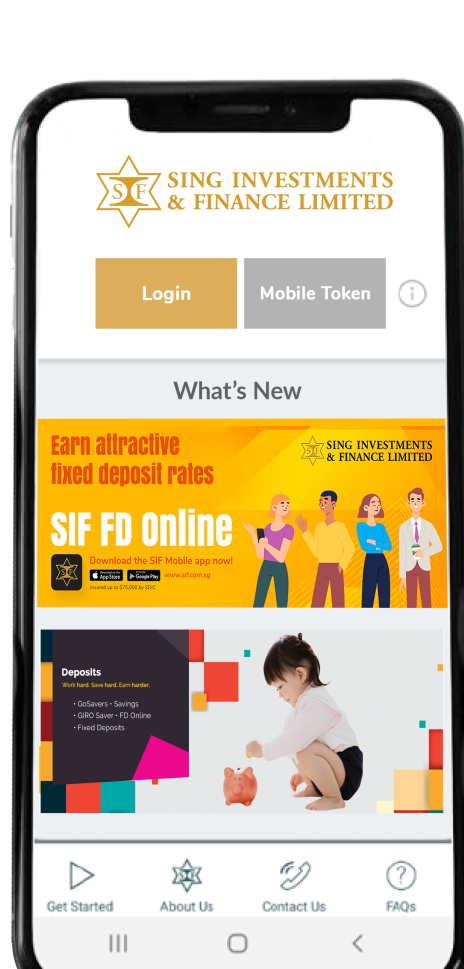 SIF
SING INVESTMENTS
& FINANCE LIMITED
Login
Mobile Token
i
What's New
Earn attractive
fixed deposit rates
SING INVESTMENTS
& FINANCE LIMITED
SIF FD Online
Download the SIF Mobile app now!
App Store
Google Play
www.sif.com.sg
Insured up to $75,000 by SDIC
Deposits
Work hard. Save hard. Earn harder.
• GoSavers • Savings
• GIRO Saver • FD Online
• Fixed Deposits
Get Started
About Us
Contact Us
?
FAQs